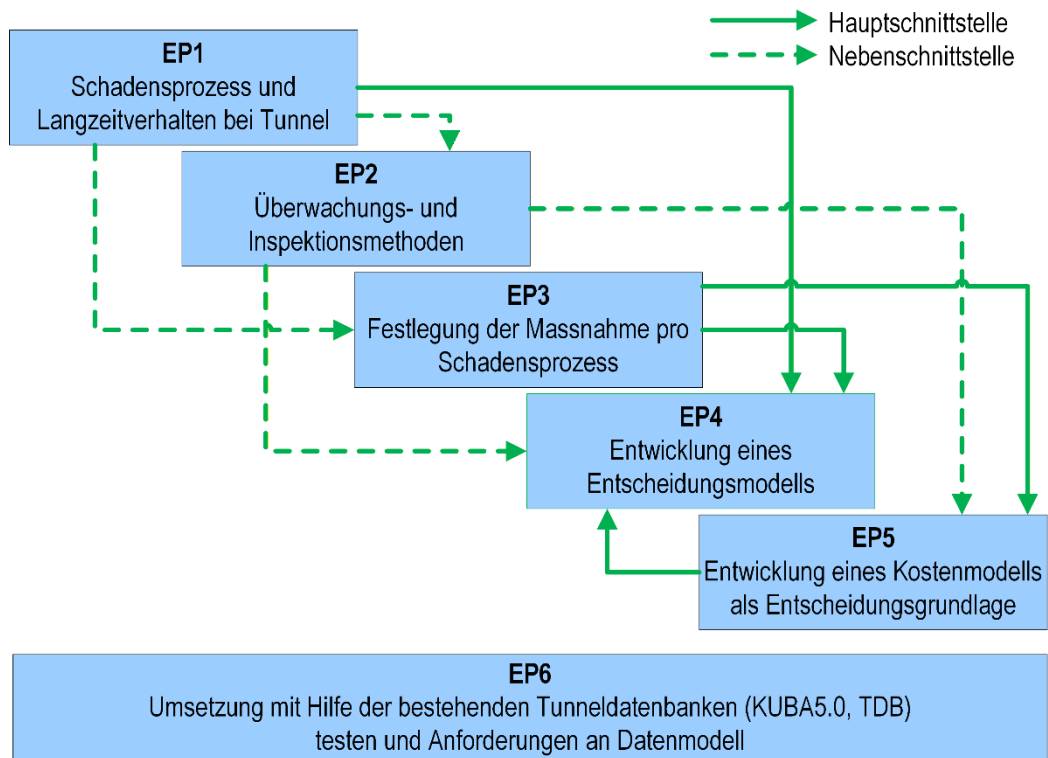 Hauptschnittstelle
Nebenschnittstelle
EP1
Schadensprozess und
Langzeitverhalten bei Tunnel
EP2
Überwachungs- und
Inspektionsmethoden
EP3
Festlegung der Massnahme pro
Schadensprozess
EP4
Entwicklung eines
Entscheidungsmodells
EP5
Entwicklung eines Kostenmodells
als Entscheidungsgrundlage
EP6
Umsetzung mit Hilfe der bestehenden Tunneldatenbanken (KUBA5.0, TDB)
testen und Anforderungen an Datenmodell